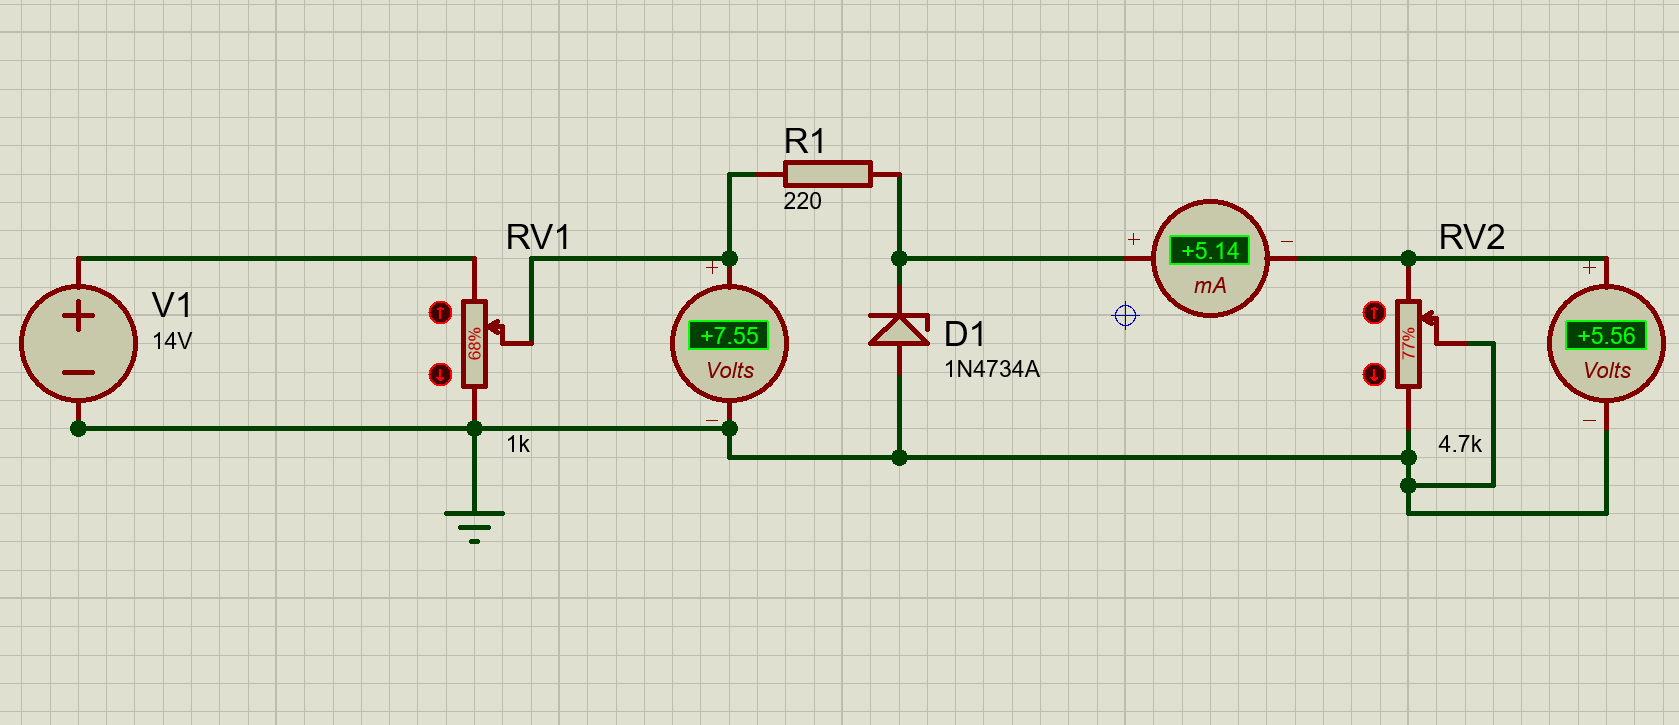 R1
220
RV1
RV2
+
-
+5.14
mA
+
+
V1
14V
68%
+7.55
Volts
D1
1N4734A
77%
+5.56
Volts
-
-
1k
4.7k